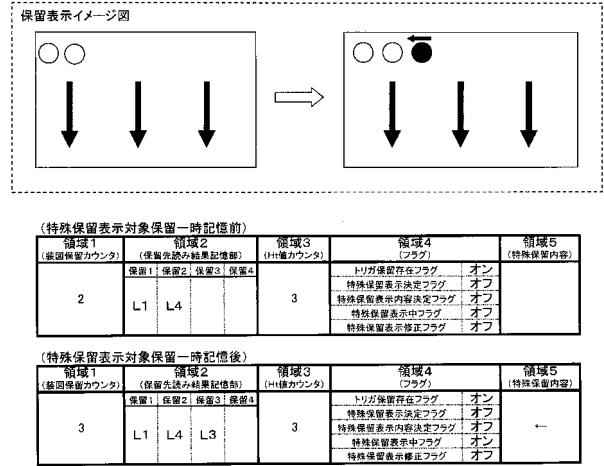 保留表示イメージ図
(特殊保留表示対象保留一時記憶前)
領域1 領域2 領域3 領域4 領域5
(装図保留カウンタ) (保留先読み結果記憶部) (Ht値カウンタ) (フラグ) (特殊保留内容)
保留1 保留2 保留3 保留4
トリガ保留存在フラグ オン
特殊保留表示決定フラグ オフ
2 L1 L4 3 特殊保留表示内容決定フラグ オフ
特殊保留表示中フラグ オフ
特殊保留表示修正フラグ オフ
(特殊保留表示対象保留一時記憶後)
領域1 領域2 領域3 領域4 領域5
(装図保留カウンタ) (保留先読み結果記憶部) (Ht値カウンタ) (フラグ) (特殊保留内容)
保留1 保留2 保留3 保留4
トリガ保留存在フラグ オン
特殊保留表示決定フラグ オフ
3 L1 L4 L3 3 特殊保留表示内容決定フラグ オフ ←
特殊保留表示中フラグ オン
特殊保留表示修正フラグ オフ